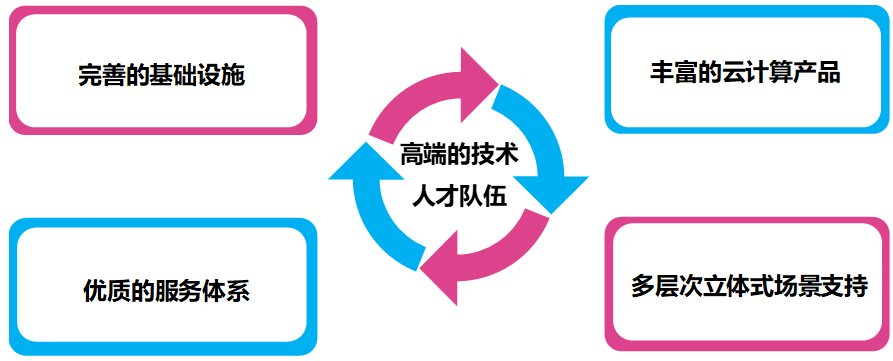 完善的基础设施
丰富的云计算产品
高端的技术
人才队伍
优质的服务体系
多层次立体式场景支持